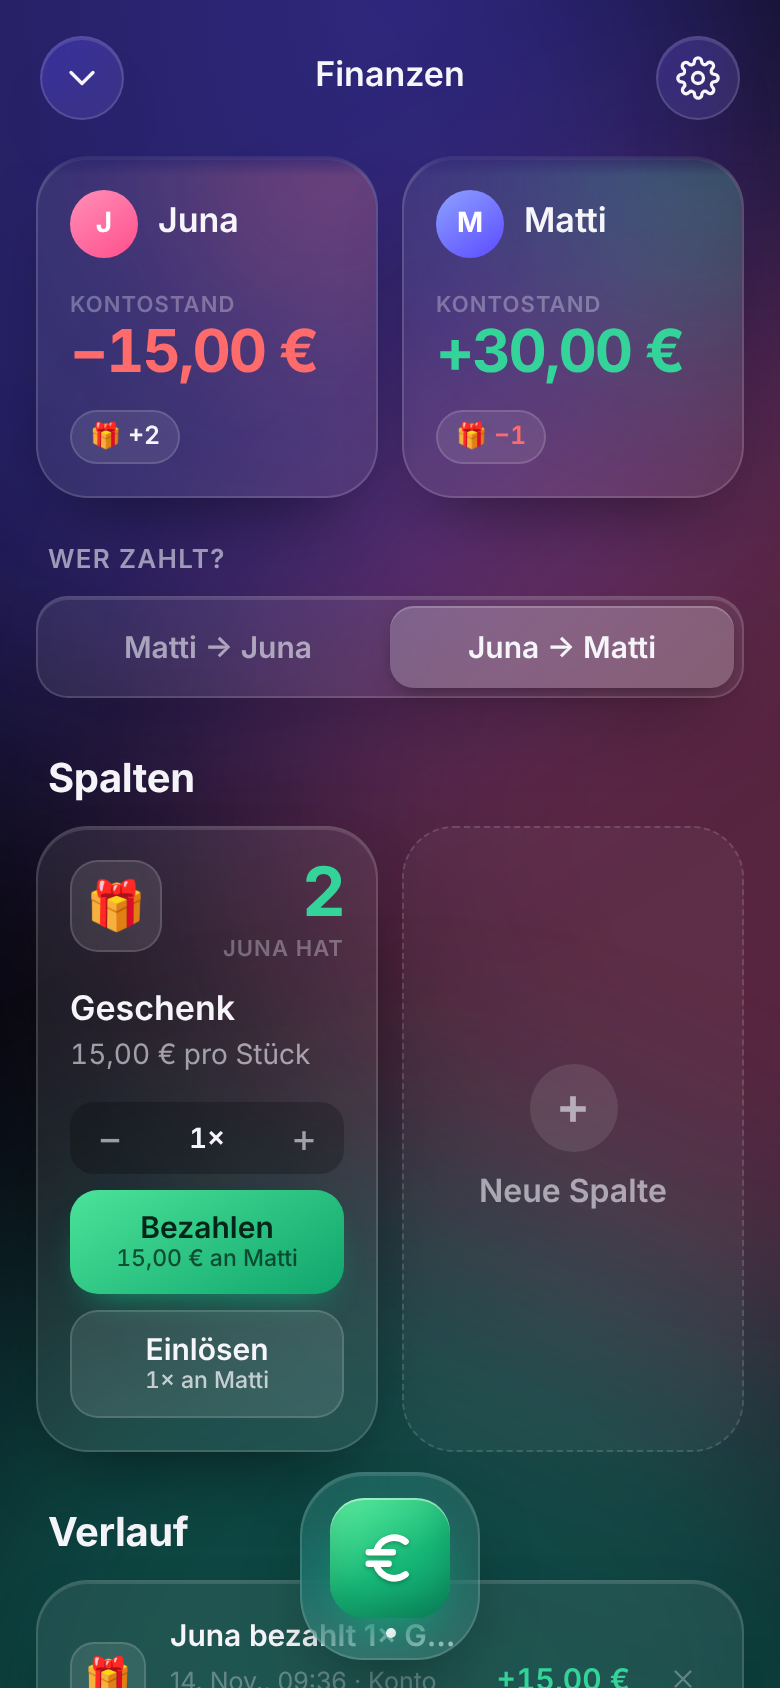 Finanzen
J Juna
KONTOSTAND
−15,00 €
+2
M Matti
KONTOSTAND
+30,00 €
−1
WER ZAHLT?
Matti → Juna
Juna → Matti
Spalten
2
JUNA HAT
Geschenk
15,00 € pro Stück
− 1× +
Bezahlen
15,00 € an Matti
Einlösen
1× an Matti
+
Neue Spalte
Verlauf
€
Juna bezahlt 1× G...
14. Nov., 09:36 · Konto
+15,00 €
×